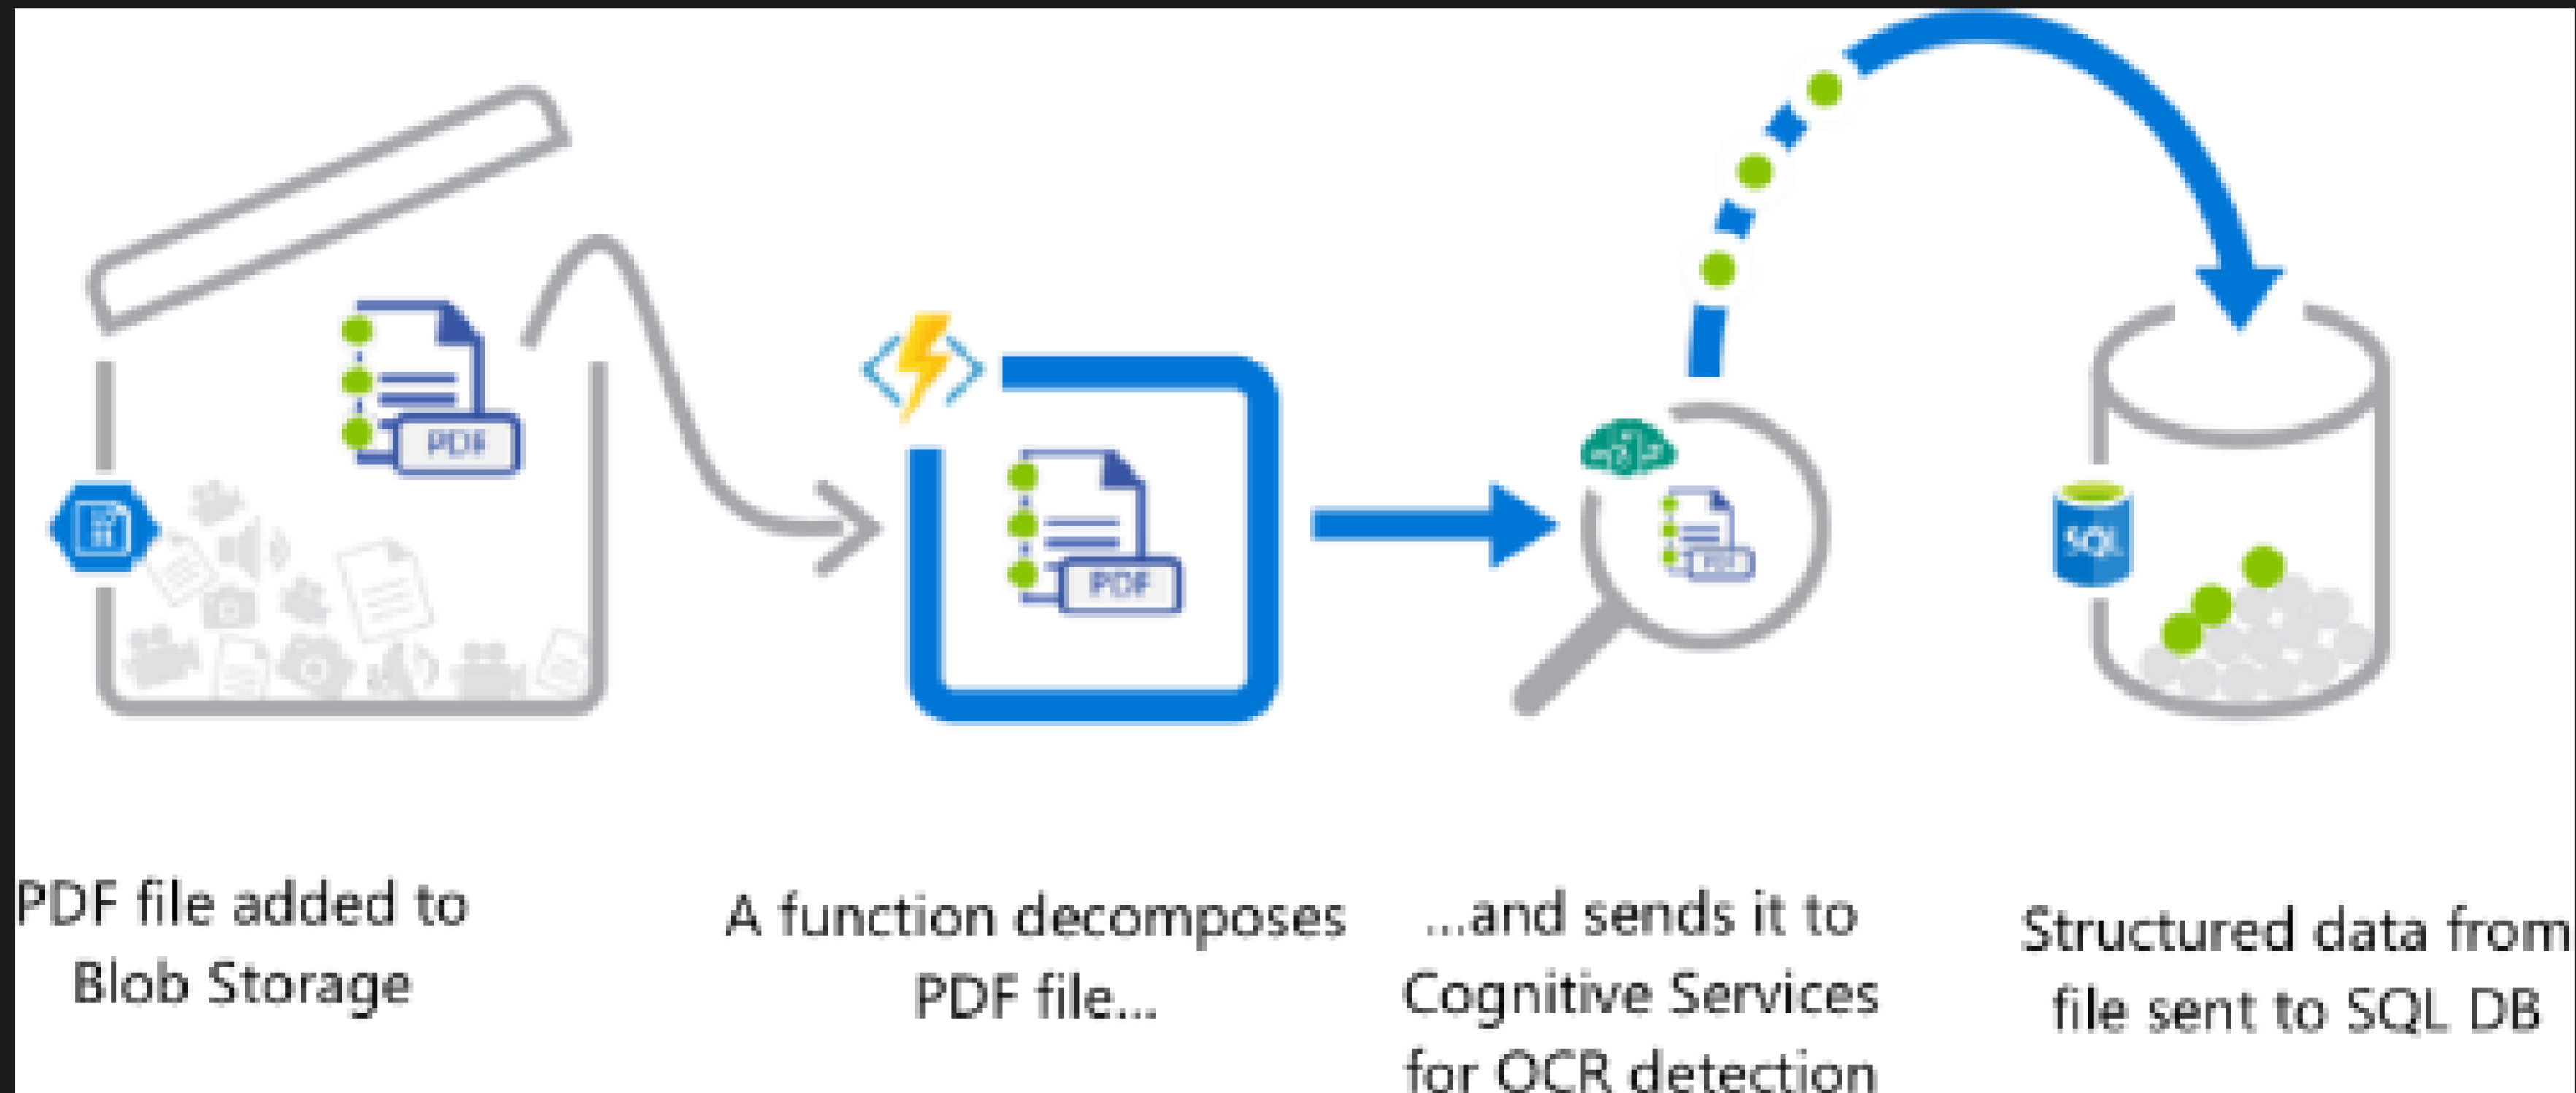 PDF
PDF
PDF
SQL
PDF file added to
Blob Storage
A function decomposes
PDF file...
...and sends it to
Cognitive Services
for OCR detection
Structured data from
file sent to SQL DB